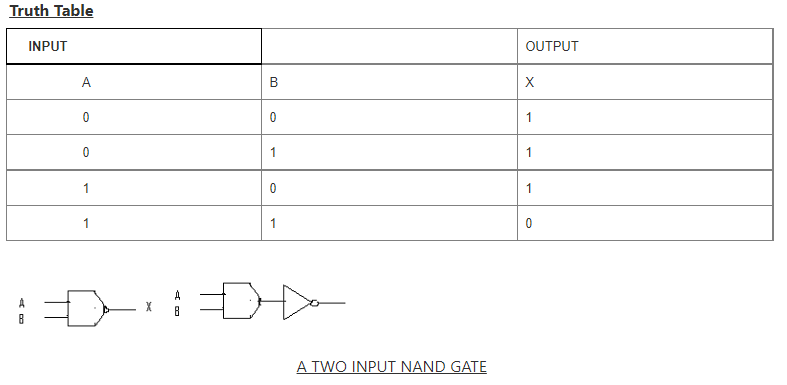 Truth Table
INPUT OUTPUT
A B X
0 0 1
0 1 1
1 0 1
1 1 0
A X A
B B
A TWO INPUT NAND GATE